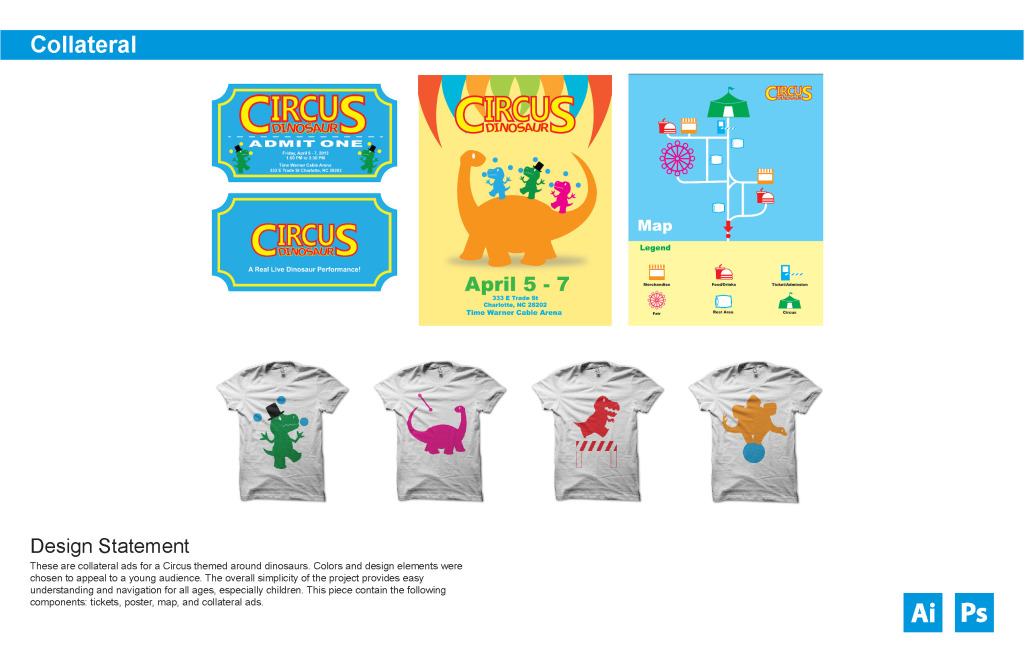 Collateral
CIRCUS
DINOSAUR
ADMIT ONE
Friday, April 5 - 7, 2013
1:00 PM to 3:30 PM
Time Warner Cable Arena
333 E Trade St Charlotte, NC 28202
CIRCUS
DINOSAUR
A Real Live Dinosaur Performance!
CIRCUS
DINOSAUR
April 5 - 7
333 E Trade St
Charlotte, NC 28202
Time Warner Cable Arena
CIRCUS
DINOSAUR
Map
Legend
Merchandise
Food/Drinks
Ticket/Admission
Fair
Rest Area
Circus
Design Statement
These are collateral ads for a Circus themed around dinosaurs. Colors and design elements were
chosen to appeal to a young audience. The overall simplicity of the project provides easy
understanding and navigation for all ages, especially children. This piece contain the following
components: tickets, poster, map, and collateral ads.
Ai
Ps